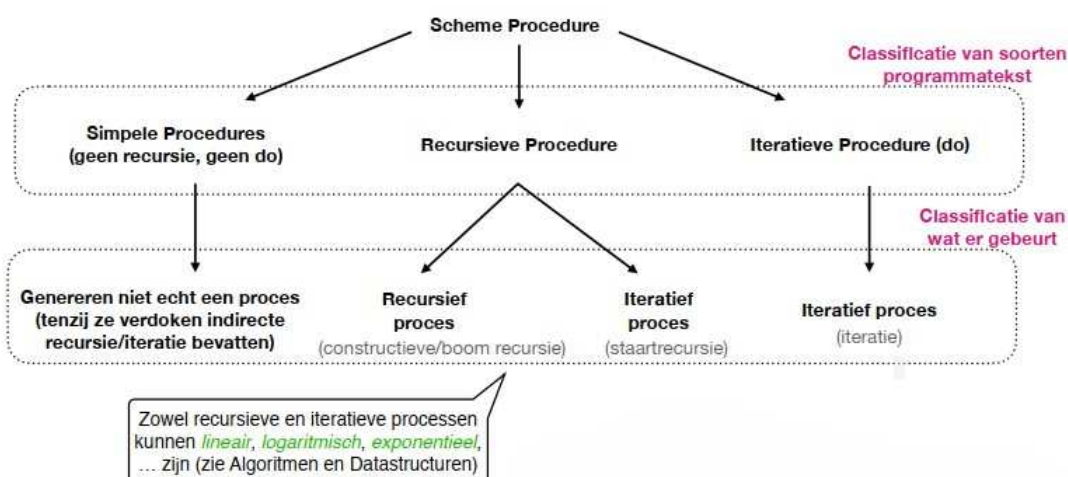 Scheme Procedure
Classificatie van soorten
programmatekst
Simpele Procedures
(geen recursie, geen do)
Recursieve Procedure
Iteratieve Procedure (do)
Classificatie van
wat er gebeurt
Genereren niet echt een proces
(tenzij ze verdoken indirecte
recursie/iteratie bevatten)
Recursief
proces
(constructieve/boom recursie)
Iteratief
proces
(staartrecursie)
Iteratief proces
(iteratie)
Zowel recursieve en iteratieve processen
kunnen lineair, logaritmisch, exponentieel,
... zijn (zie Algoritmen en Datastructuren)